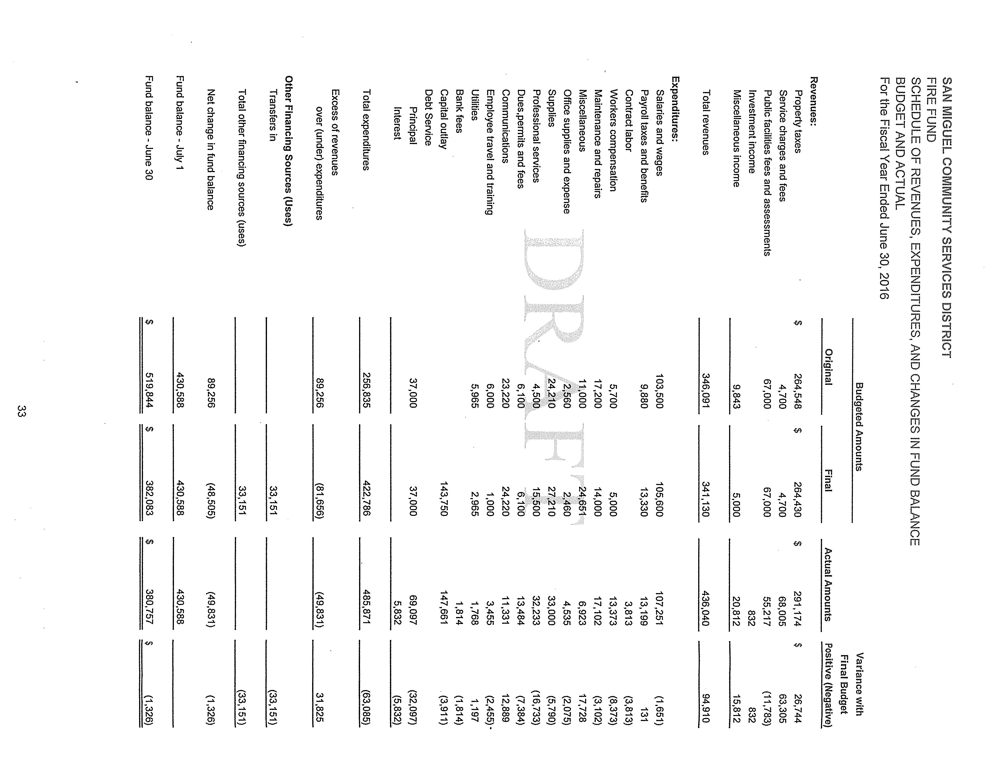 SAN MIGUEL COMMUNITY SERVICES DISTRICT
FIRE FUND
SCHEDULE OF REVENUES, EXPENDITURES, AND CHANGES IN FUND BALANCE
BUDGET AND ACTUAL
For the Fiscal Year Ended June 30, 2016
Budgeted Amounts Variance with
Final Budget
Original Final Actual Amounts Positive (Negative)
Revenues:
Property taxes $ 264,548 $ 264,430 $ 291,174 $ 26,744
Service charges and fees 4,700 4,700 68,005 63,305
Public facilities fees and assessments 67,000 67,000 55,217 (11,783)
Investment income 832 832
Miscellaneous income 9,843 5,000 20,812 15,812
Total revenues 346,091 341,130 436,040 94,910
Expenditures:
Salaries and wages 103,500 105,600 107,251 (1,651)
Payroll taxes and benefits 9,880 13,330 13,199 131
Contract labor 3,813 (3,813)
Workers compensation 5,700 5,000 13,373 (8,373)
Maintenance and repairs 17,200 14,000 17,102 (3,102)
Miscellaneous 11,000 24,651 6,923 17,728
Office supplies and expense 2,560 2,460 4,535 (2,075)
Supplies 24,210 27,210 33,000 (5,790)
Professional services 4,500 15,500 32,233 (16,733)
Dues,permits and fees 6,100 6,100 13,484 (7,384)
Communications 23,220 24,220 11,331 12,889
Employee travel and training 6,000 1,000 3,455 (2,455)
Utilities 5,965 2,965 1,768 1,197
Bank fees 1,814 (1,814)
Capital outlay 143,750 147,661 (3,911)
Debt Service
Principal 37,000 37,000 69,097 (32,097)
Interest 5,832 (5,832)
Total expenditures 256,835 422,786 485,871 (63,085)
Excess of revenues
over (under) expenditures 89,256 (81,656) (49,831) 31,825
Other Financing Sources (Uses)
Transfers in 33,151 (33,151)
Total other financing sources (uses) 33,151 (33,151)
Net change in fund balance 89,256 (48,505) (49,831) (1,326)
Fund balance - July 1 430,588 430,588 430,588
Fund balance - June 30 $ 519,844 $ 382,083 $ 380,757 $ (1,326)
DRAFT
33